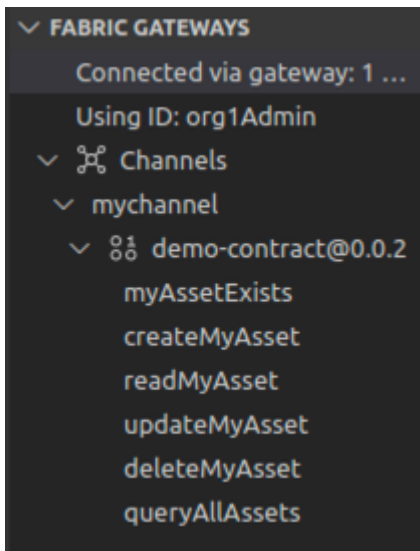 FABRIC GATEWAYS
Connected via gateway: 1 ...
Using ID: org1Admin
Channels
mychannel
demo-contract@0.0.2
myAssetExists
createMyAsset
readMyAsset
updateMyAsset
deleteMyAsset
queryAllAssets